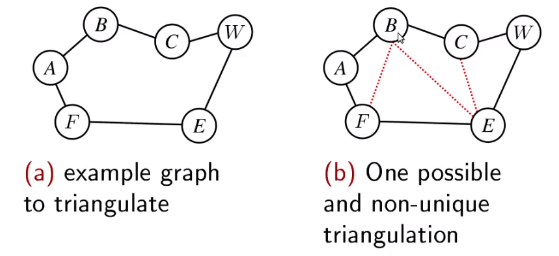 B
C
W
A
F
E
(a) example graph
to triangulate
B
C
W
A
F
E
(b) One possible
and non-unique
triangulation